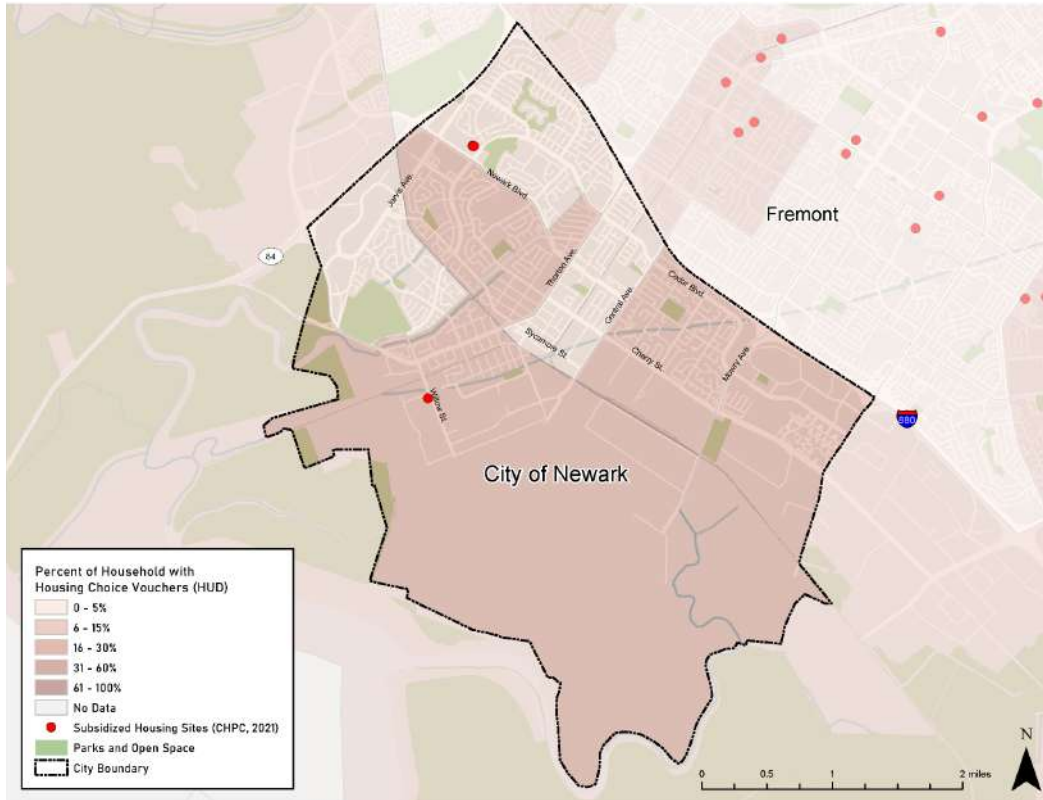 Jarvis Ave.
Newark Blvd.
Fremont
84
Thorton Ave.
Cedar Blvd.
Central Ave.
Sycamore St.
Cherry St.
Mowry Ave.
Willow St.
880
City of Newark
Percent of Household with
Housing Choice Vouchers (HUD)
0 - 5%
6 - 15%
16 - 30%
31 - 60%
61 - 100%
No Data
Subsidized Housing Sites (CHPC, 2021)
Parks and Open Space
City Boundary
N
0 0.5 1 2 miles